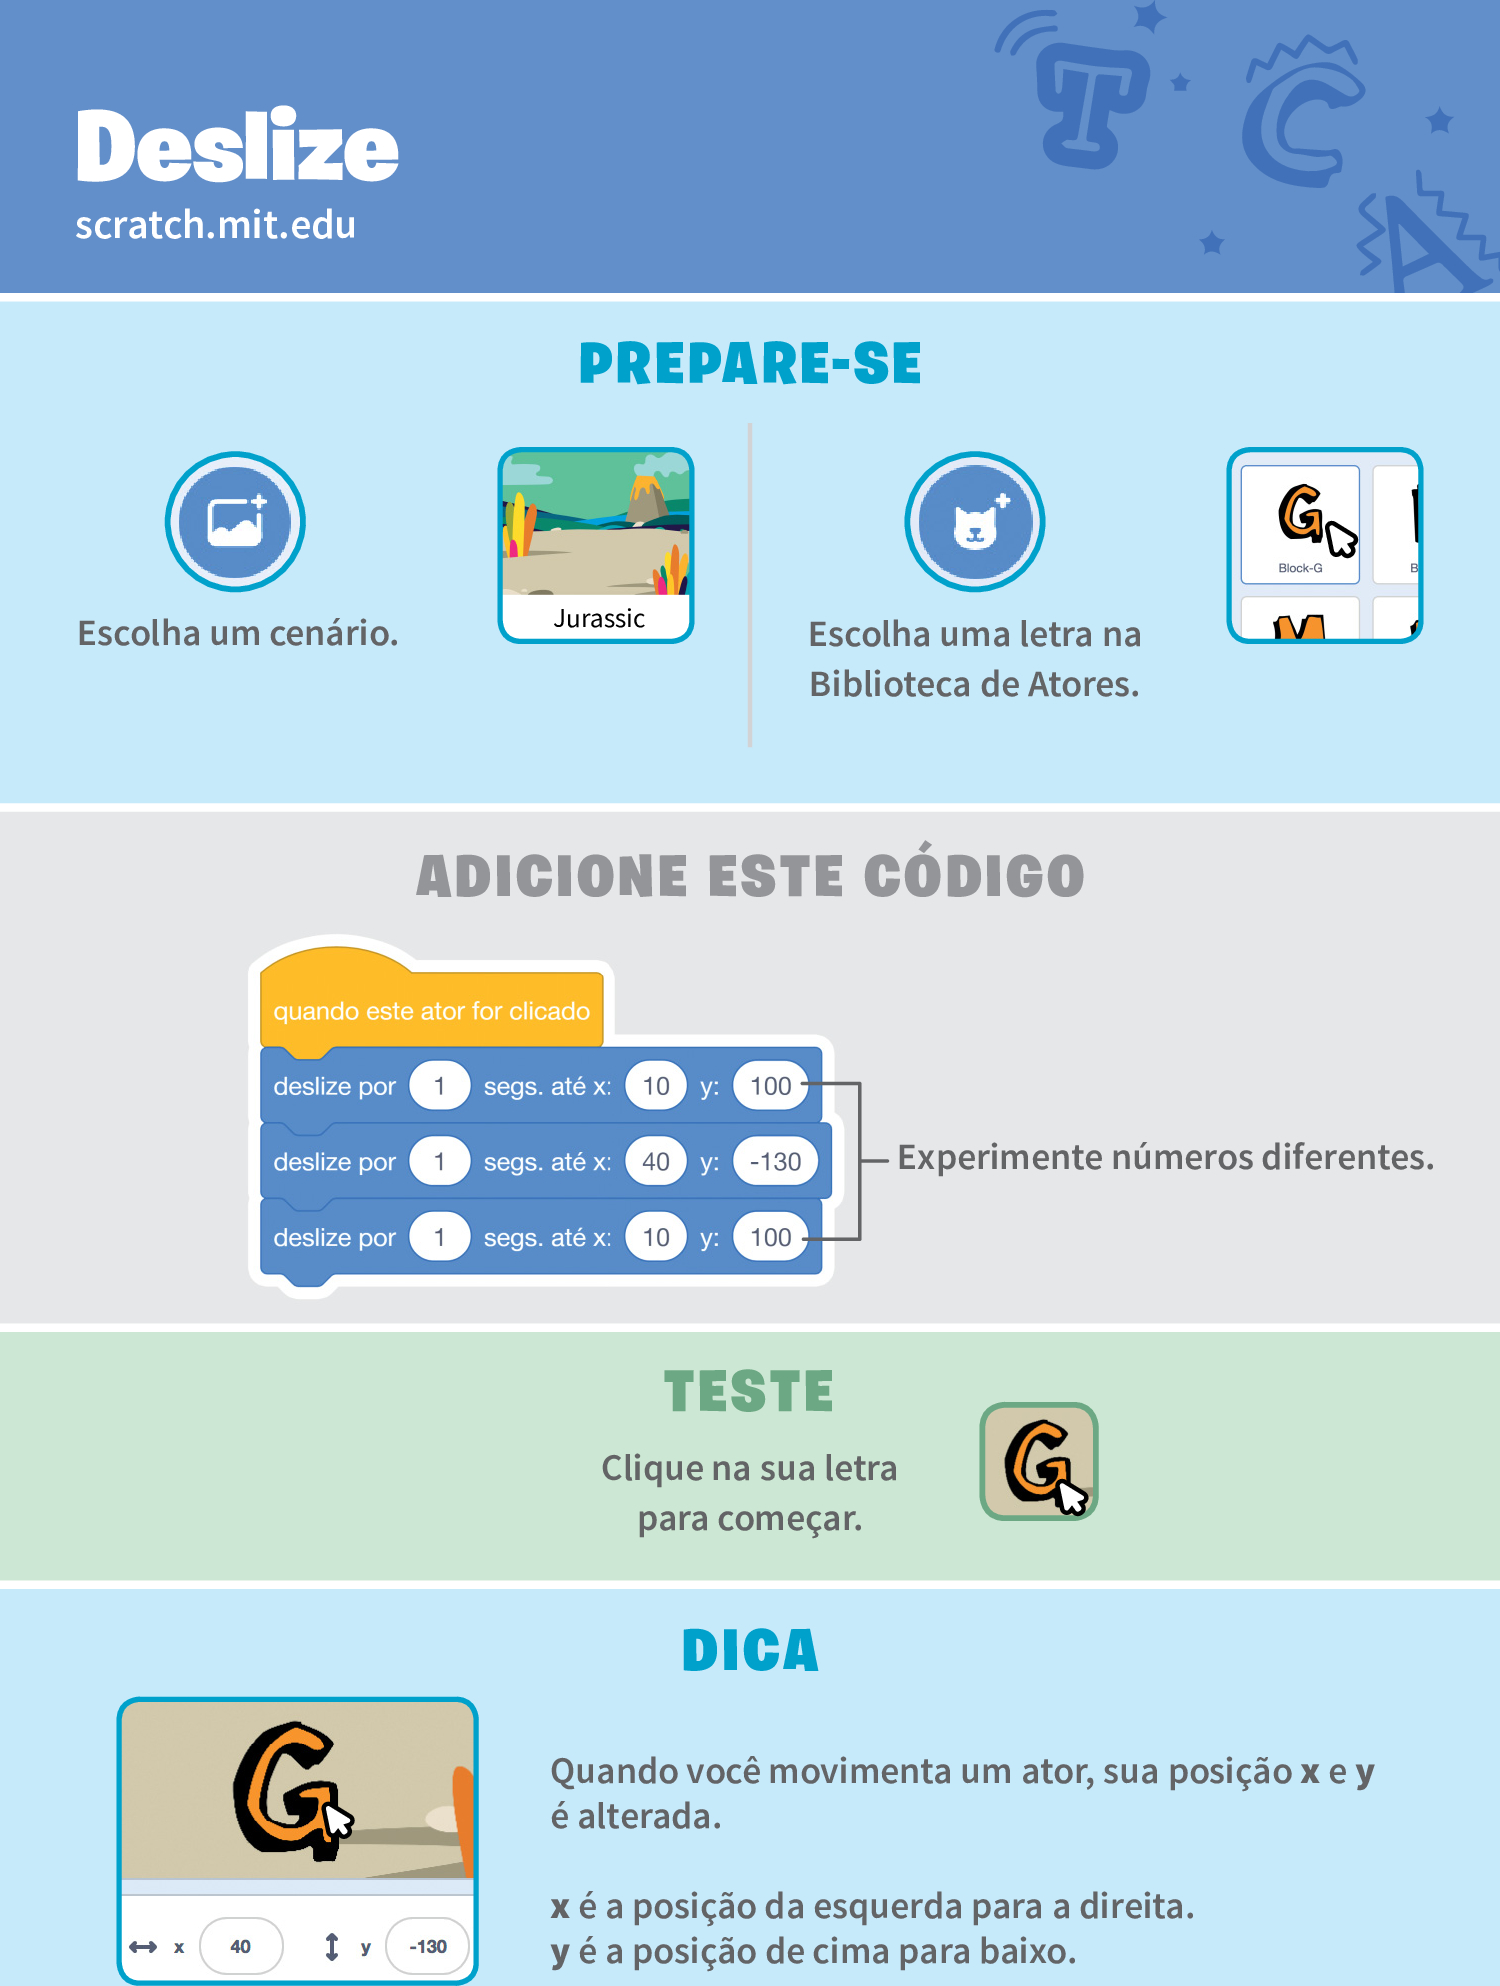 T C
A
Deslize
scratch.mit.edu
PREPARE-SE
Escolha um cenário.
Jurassic
Escolha uma letra na
Biblioteca de Atores.
G
Block-G
B
M
ADICIONE ESTE CÓDIGO
quando este ator for clicado
deslize por 1 segs. até x: 10 y: 100
deslize por 1 segs. até x: 40 y: -130
deslize por 1 segs. até x: 10 y: 100
Experimente números diferentes.
TESTE
Clique na sua letra
para começar.
G
DICA
G
x 40 y -130
Quando você movimenta um ator, sua posição x e y
é alterada.
x é a posição da esquerda para a direita.
y é a posição de cima para baixo.